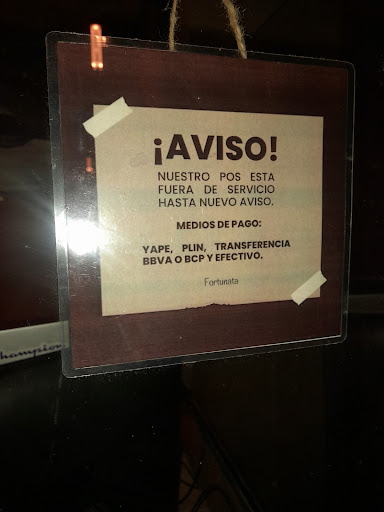 ¡AVISO!
NUESTRO POS ESTA
FUERA DE SERVICIO
HASTA NUEVO AVISO.
MEDIOS DE PAGO:
YAPE, PLIN, TRANSFERENCIA
BBVA O BCP Y EFECTIVO.
Fortunata
Champion